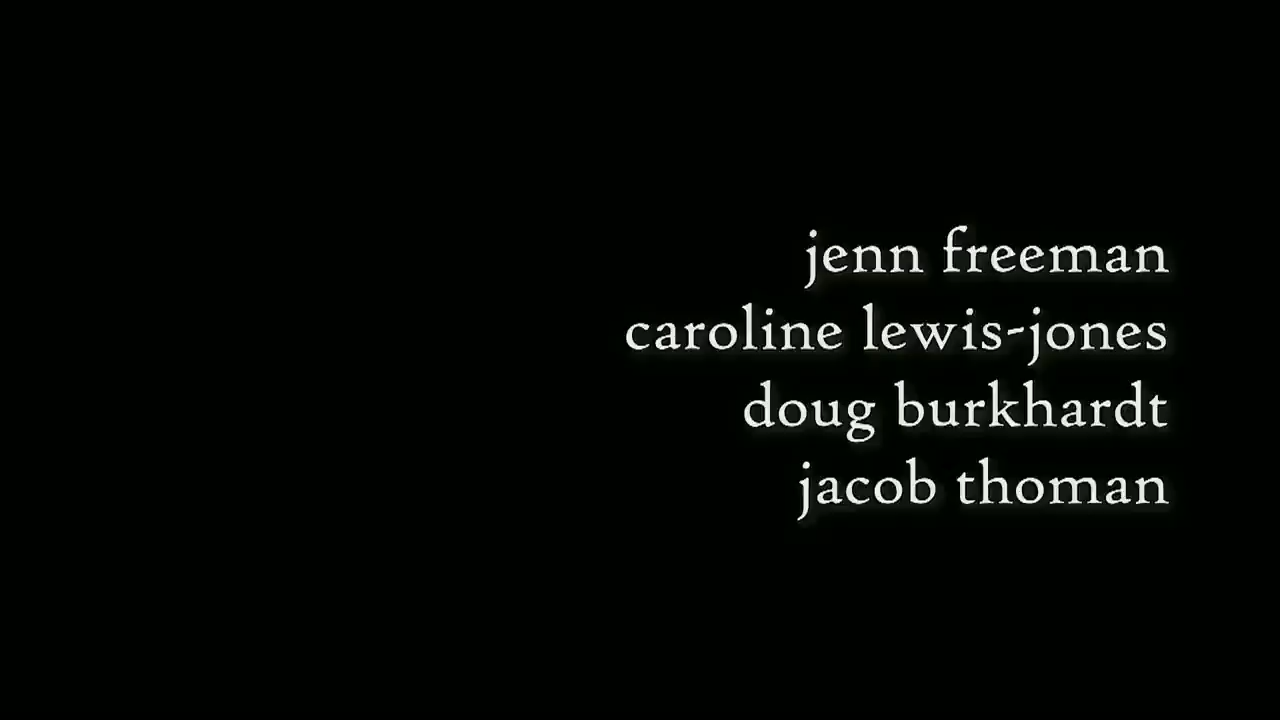 jenn freeman
caroline lewis-jones
doug burkhardt
jacob thoman